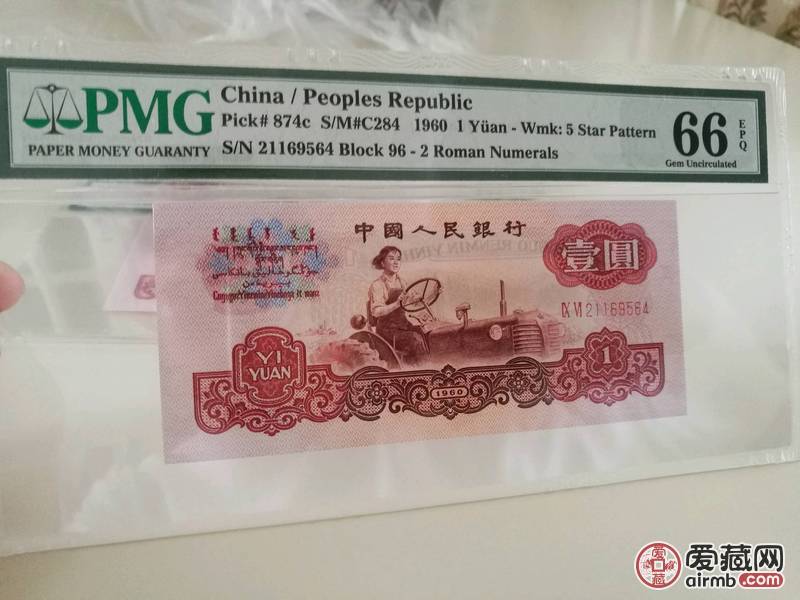 PMG
PAPER MONEY GUARANTY
China / Peoples Republic
Pick# 874c S/M#C284 1960 1 Yüan - Wmk: 5 Star Pattern
S/N 21169564 Block 96 - 2 Roman Numerals
66
EPQ
Gem Uncirculated
中國人民銀行
壹圓
IX VI 21169564
YI
YUAN
1960
1
爱藏网
airmb.com